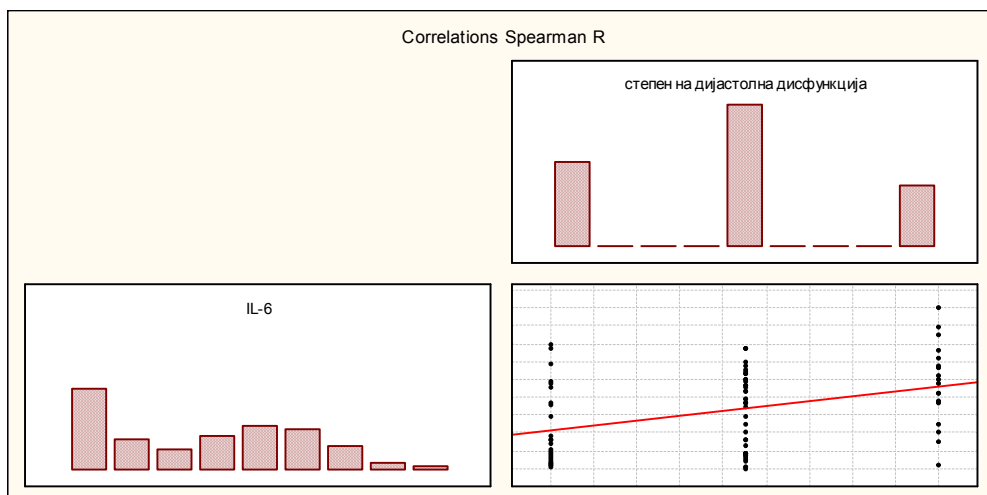 Correlations Spearman R
степен на дијастолна дисфункција
IL-6